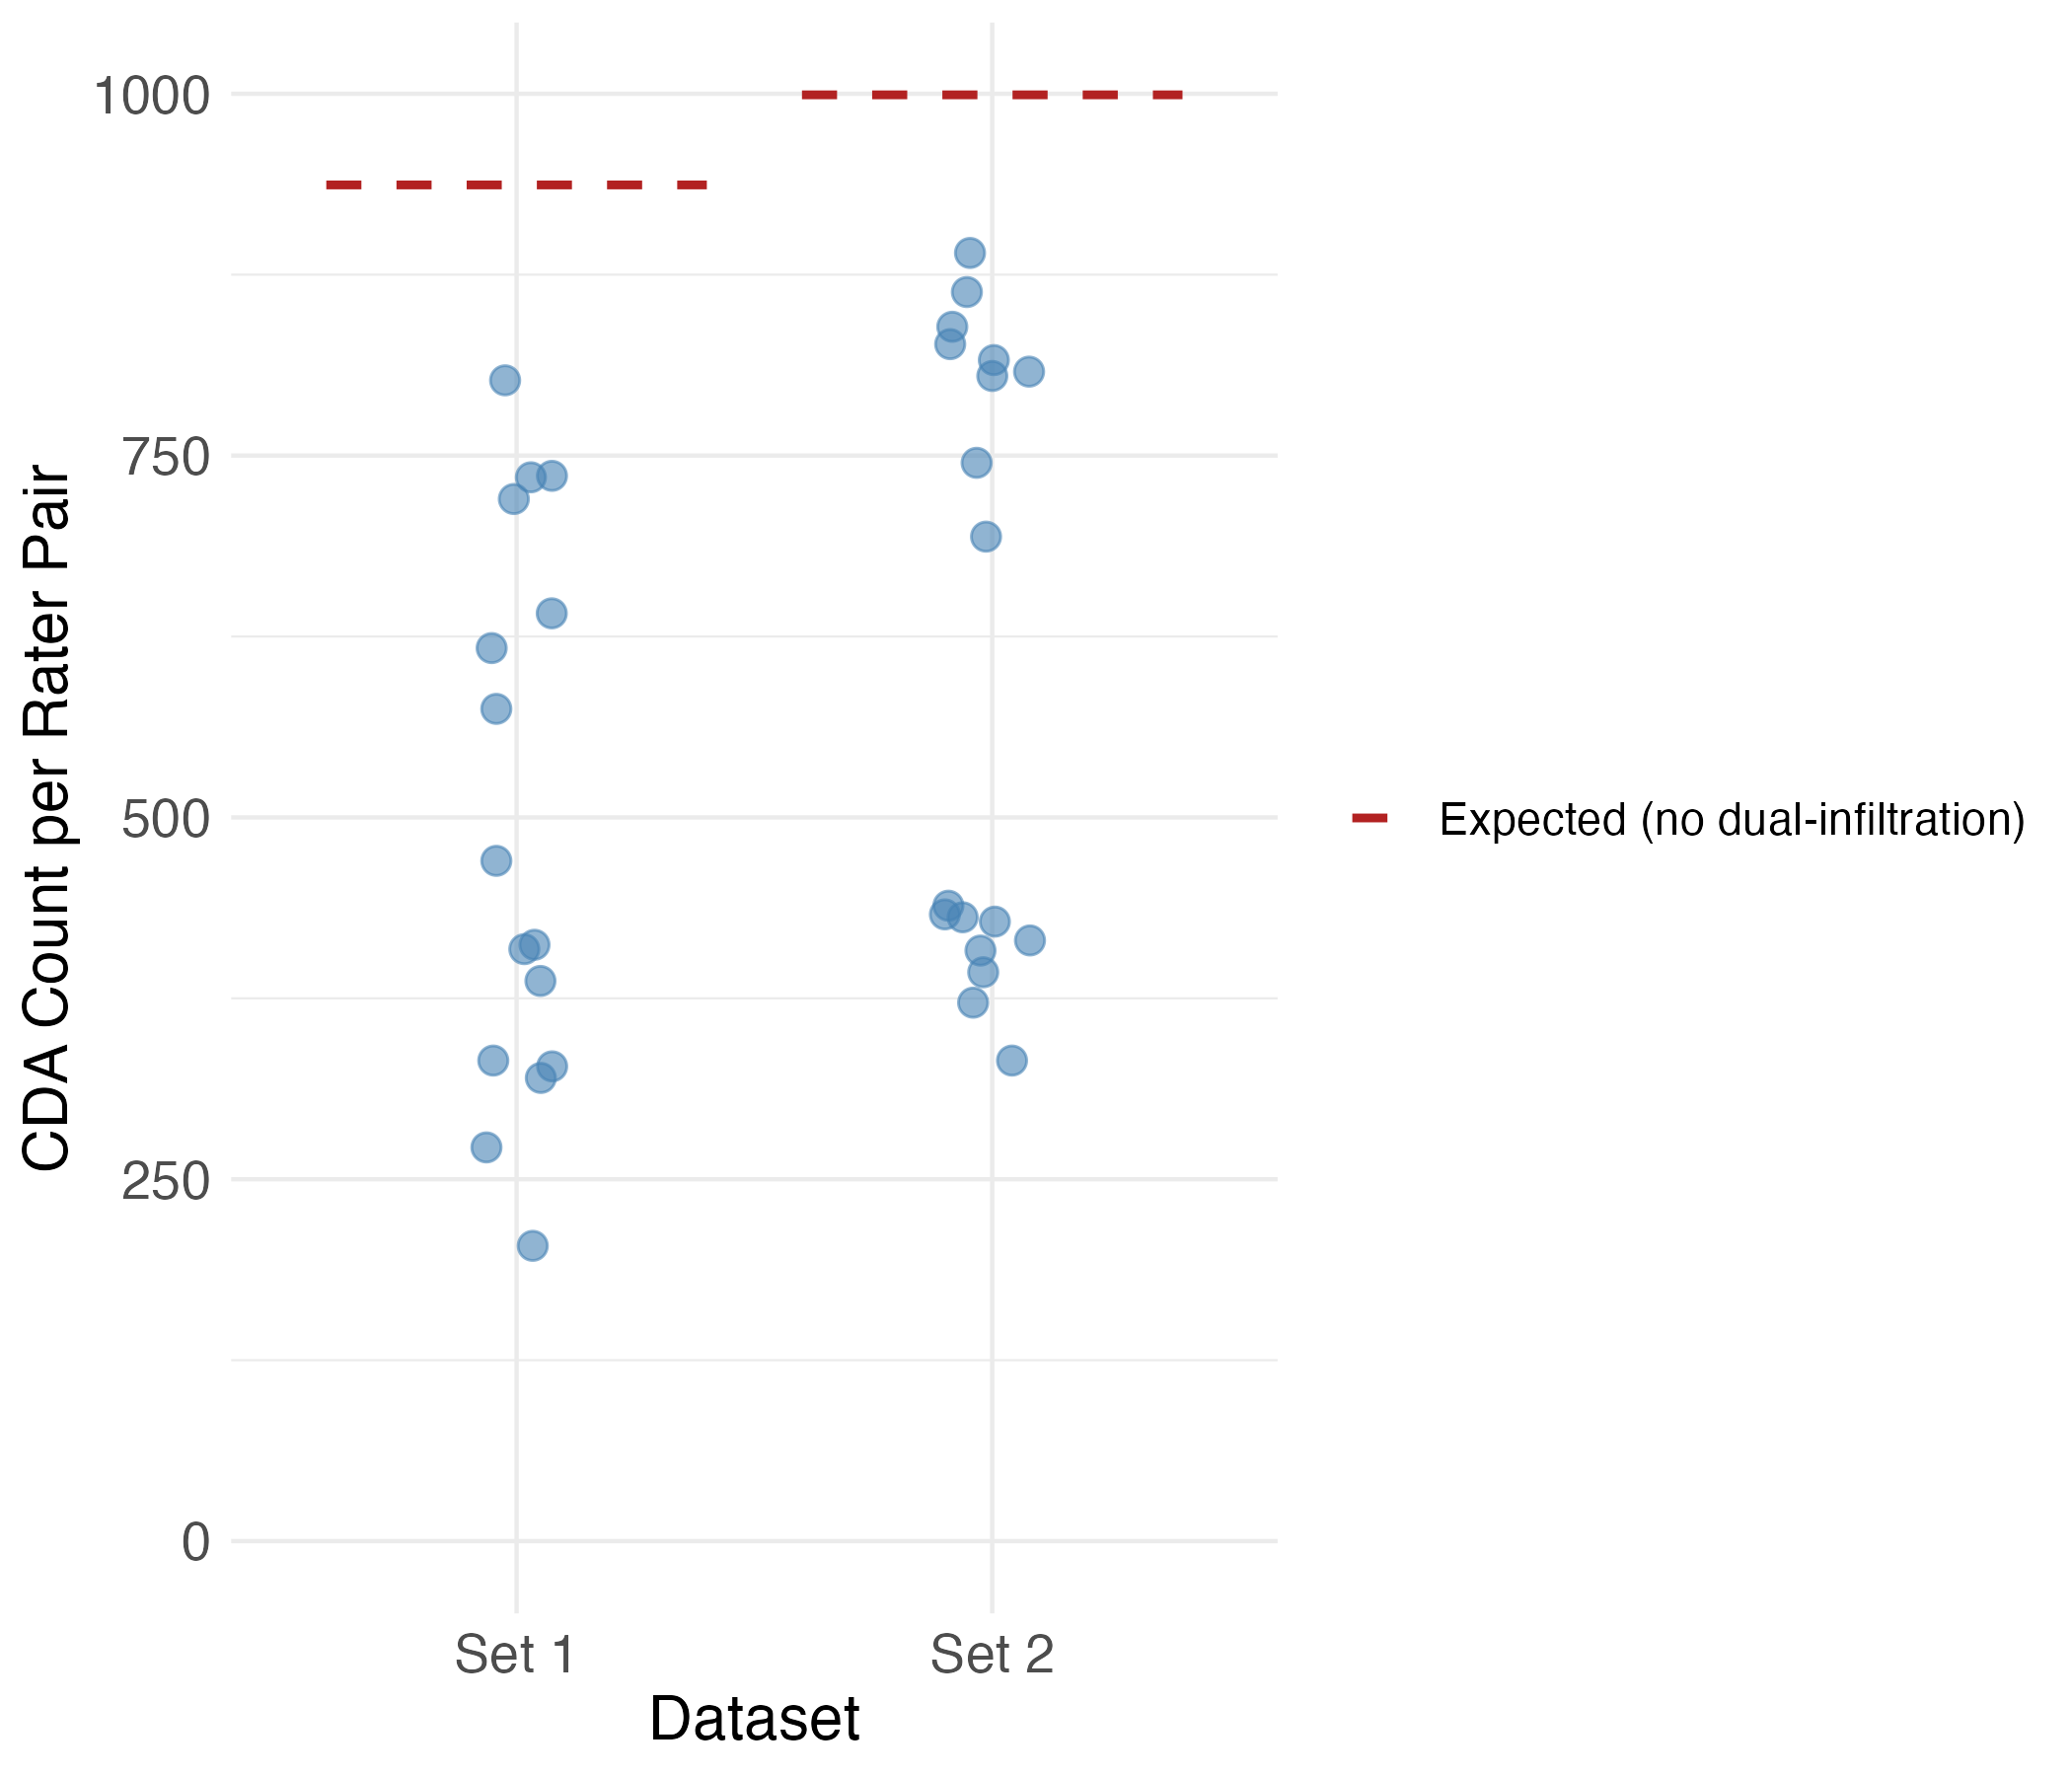 CDA Count per Rater Pair
1000
750
500
250
0
Set 1
Set 2
Dataset
Expected (no dual-infiltration)